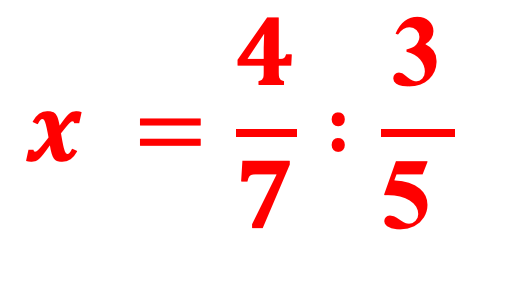 x = 4/7 : 3/5